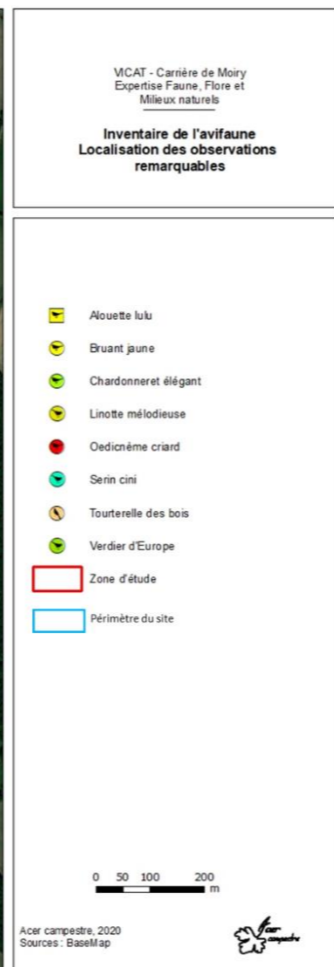 VICAT - Carrière de Moiry
Expertise Faune, Flore et
Milieux naturels
Inventaire de l'avifaune
Localisation des observations
remarquables
Alouette lulu
Bruant jaune
Chardonneret élégant
Linotte mélodieuse
Oedicnème criard
Serin cini
Tourterelle des bois
Verdier d'Europe
Zone d'étude
Périmètre du site
0 50 100 200
m
Acer campestre, 2020
Sources : BaseMap
Acer
campestre